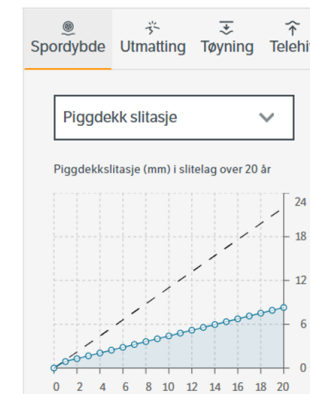 Spordybde Utmatting Tøyning Telehi
Piggdekk slitasje
Piggdekkslitasje (mm) i slitelag over 20 år
24
18
12
6
0
0 2 4 6 8 10 12 14 16 18 20